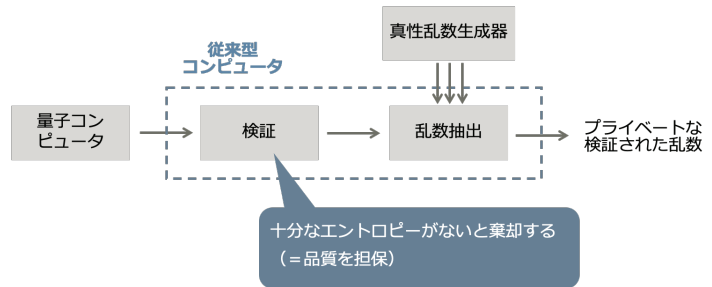 真性乱数生成器
従来型
コンピュータ
量子コン
ピュータ
検証
乱数抽出
プライベートな
検証された乱数
十分なエントロピーがないと棄却する
（＝品質を担保）